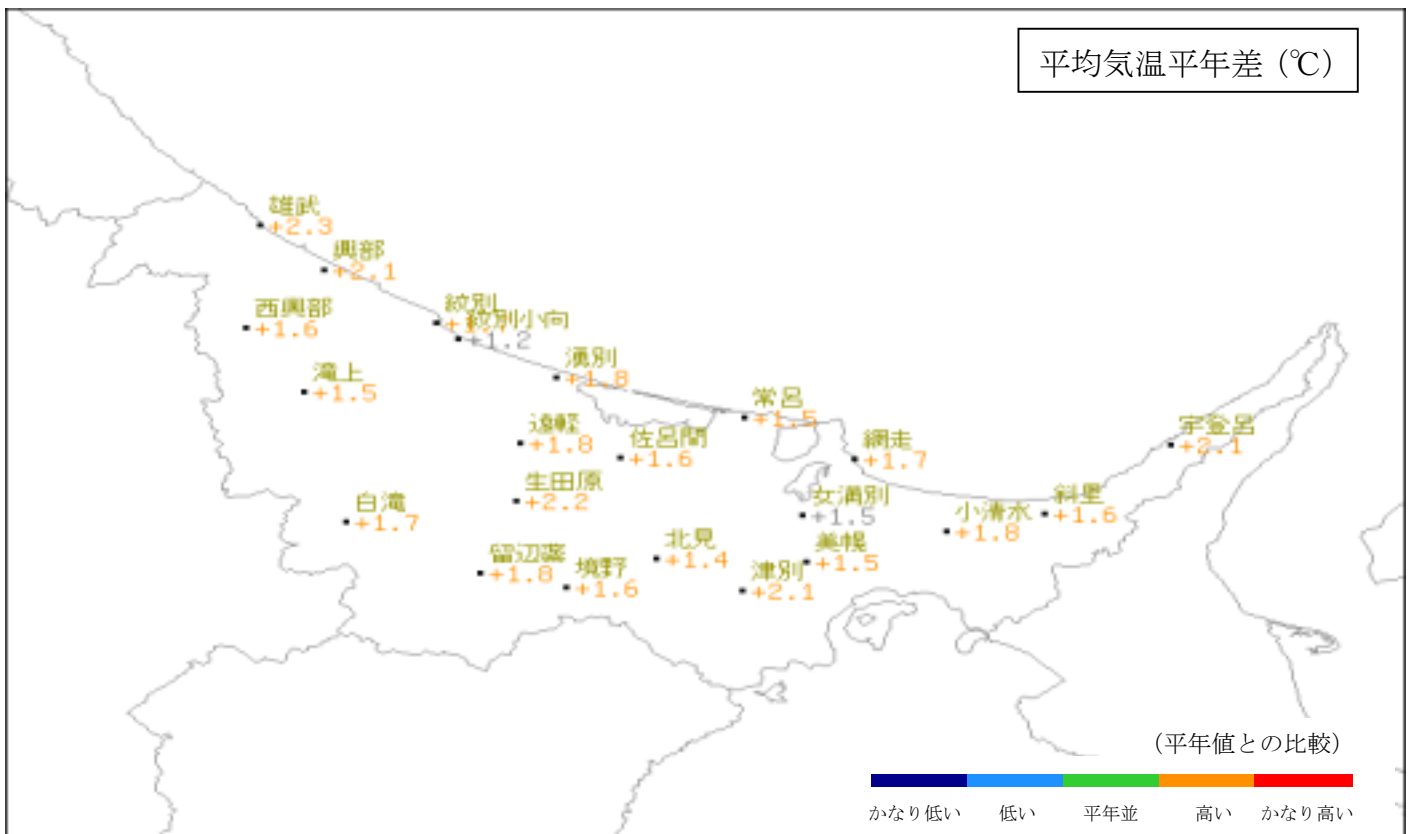 平均気温平年差（℃）
雄武
+2.3
興部
+2.1
西興部
+1.6
紋別
紋別小向
+1.2
湧別
+1.8
滝上
+1.5
常呂
+1.5
遠軽
+1.8
佐呂間
+1.6
網走
+1.7
宇登呂
+2.1
生田原
+2.2
白滝
+1.7
女満別
+1.5
小清水
+1.8
斜里
+1.6
留辺蘂
+1.8
境野
+1.6
北見
+1.4
津別
+2.1
美幌
+1.5
（平年値との比較）
かなり低い 低い 平年並 高い かなり高い